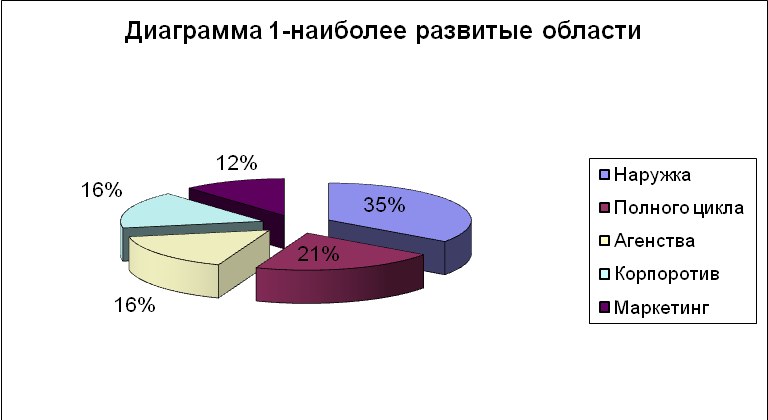 Диаграмма 1-наиболее развитые области
12%
16%
35%
21%
16%
Наружка
Полного цикла
Агенства
Корпоротив
Маркетинг